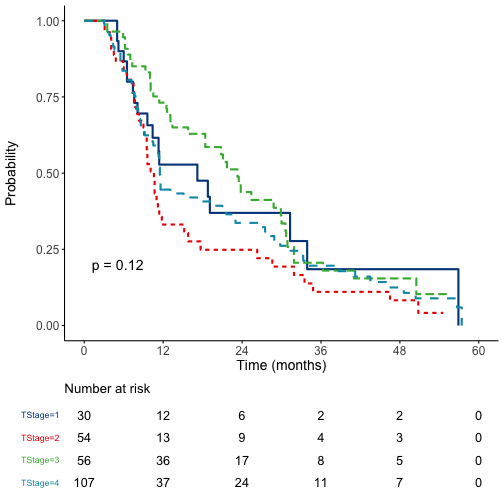 1.00
0.75
0.50
0.25
0.00
Probability
p = 0.12
0 12 24 36 48 60
Time (months)
Number at risk
TStage=1 30 12 6 2 2 0
TStage=2 54 13 9 4 3 0
TStage=3 56 36 17 8 5 0
TStage=4 107 37 24 11 7 0